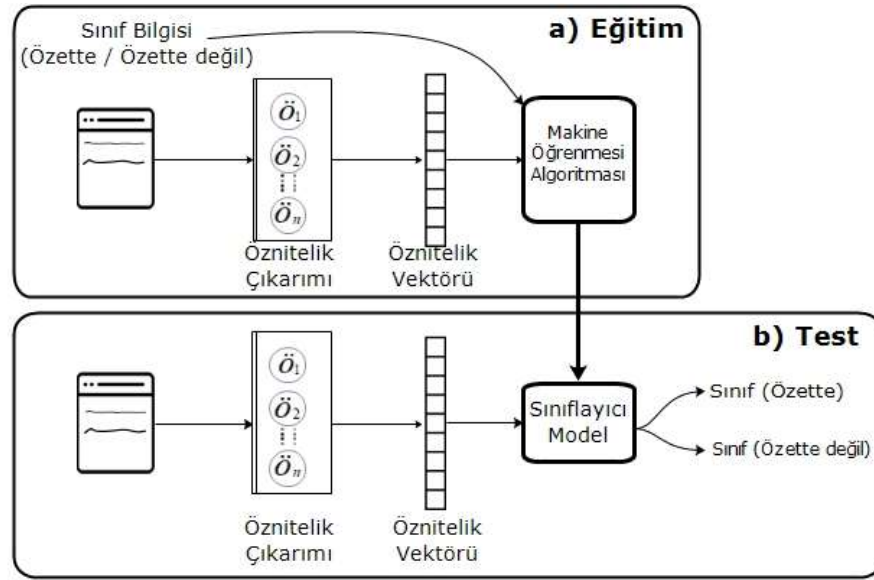 a) Eğitim
Sınıf Bilgisi
(Özette / Özette değil)
Ö1
Ö2
Ön
Öznitelik
Çıkarımı
Öznitelik
Vektörü
Makine
Öğrenmesi
Algoritması
b) Test
Ö1
Ö2
Ön
Öznitelik
Çıkarımı
Öznitelik
Vektörü
Sınıflayıcı
Model
Sınıf (Özette)
Sınıf (Özette değil)